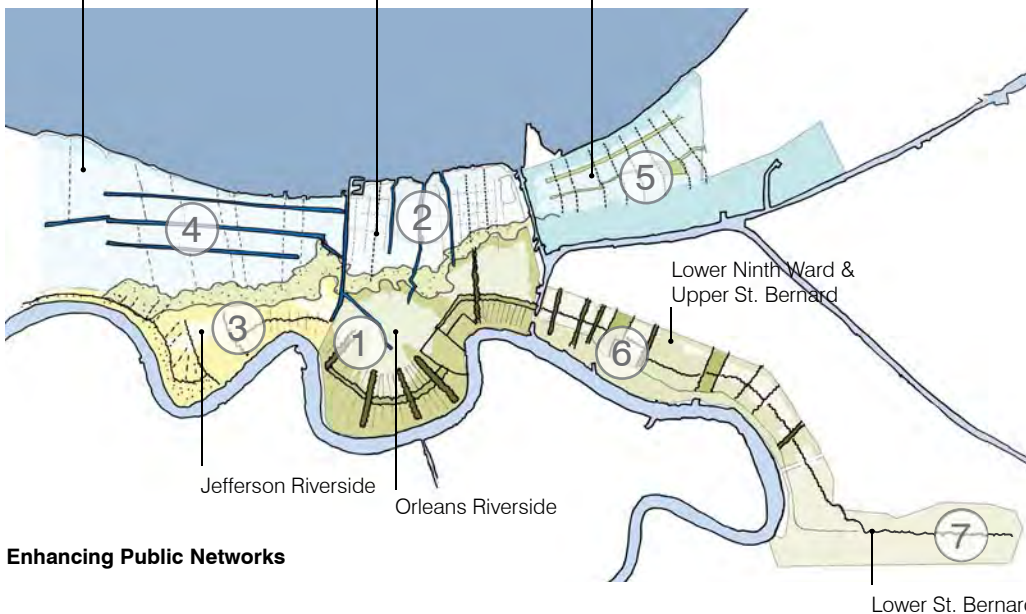 5
2
4
Lower Ninth Ward &
Upper St. Bernard
3
1
6
Jefferson Riverside
Orleans Riverside
7
Enhancing Public Networks
Lower St. Bernard